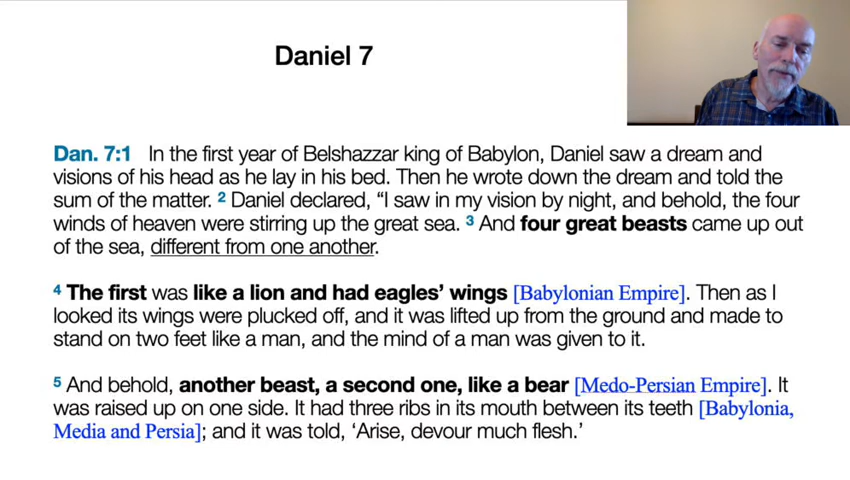 Daniel 7
Dan. 7:1 In the first year of Belshazzar king of Babylon, Daniel saw a dream and
visions of his head as he lay in his bed. Then he wrote down the dream and told the
sum of the matter. 2 Daniel declared, “I saw in my vision by night, and behold, the four
winds of heaven were stirring up the great sea. 3 And four great beasts came up out
of the sea, different from one another.
4 The first was like a lion and had eagles’ wings [Babylonian Empire]. Then as I
looked its wings were plucked off, and it was lifted up from the ground and made to
stand on two feet like a man, and the mind of a man was given to it.
5 And behold, another beast, a second one, like a bear [Medo-Persian Empire]. It
was raised up on one side. It had three ribs in its mouth between its teeth [Babylonia,
Media and Persia]; and it was told, ‘Arise, devour much flesh.’